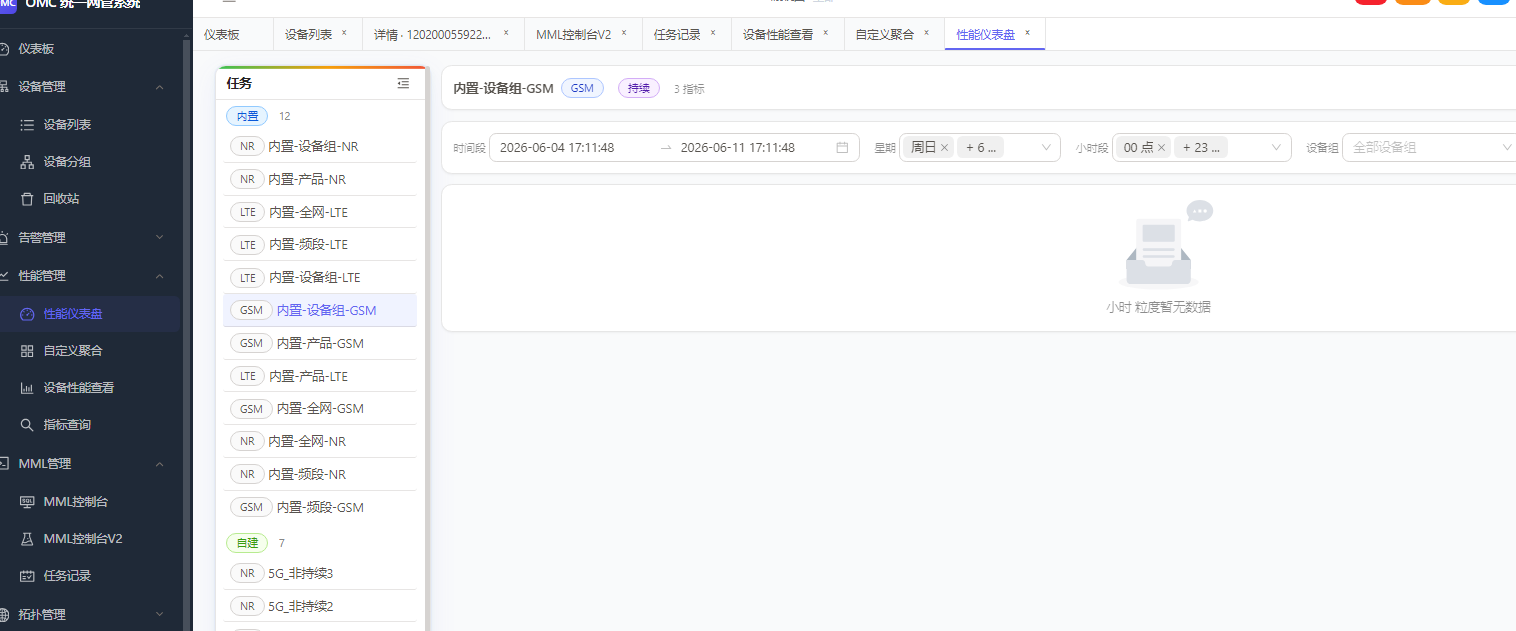 MC OMC 统一网管系统
仪表板
设备管理
设备列表
设备分组
回收站
告警管理
性能管理
性能仪表盘
自定义聚合
设备性能查看
指标查询
MML管理
MML控制台
MML控制台V2
任务记录
拓扑管理
仪表板 设备列表 × 详情 · 120200055922... × MML控制台V2 × 任务记录 × 设备性能查看 × 自定义聚合 × 性能仪表盘 ×
任务
内置 12
NR 内置-设备组-NR
NR 内置-产品-NR
LTE 内置-全网-LTE
LTE 内置-频段-LTE
LTE 内置-设备组-LTE
GSM 内置-设备组-GSM
GSM 内置-产品-GSM
LTE 内置-产品-LTE
GSM 内置-全网-GSM
NR 内置-全网-NR
NR 内置-频段-NR
GSM 内置-频段-GSM
自建 7
NR 5G_非持续3
NR 5G_非持续2
内置-设备组-GSM GSM 持续 3 指标
时间段 2026-06-04 17:11:48 → 2026-06-11 17:11:48 星期 周日 × + 6 ... 小时段 00 点 × + 23 ... 设备组 全部设备组
小时 粒度暂无数据